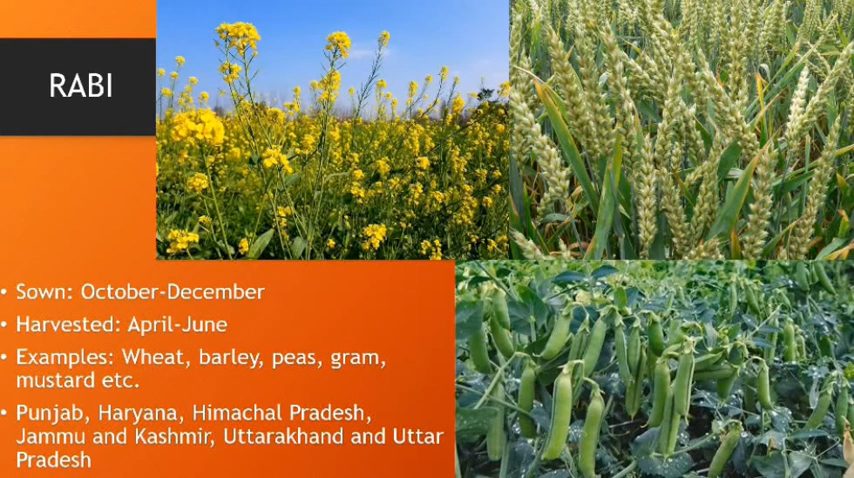 RABI
• Sown: October-December
• Harvested: April-June
• Examples: Wheat, barley, peas, gram,
mustard etc.
• Punjab, Haryana, Himachal Pradesh,
Jammu and Kashmir, Uttarakhand and Uttar
Pradesh